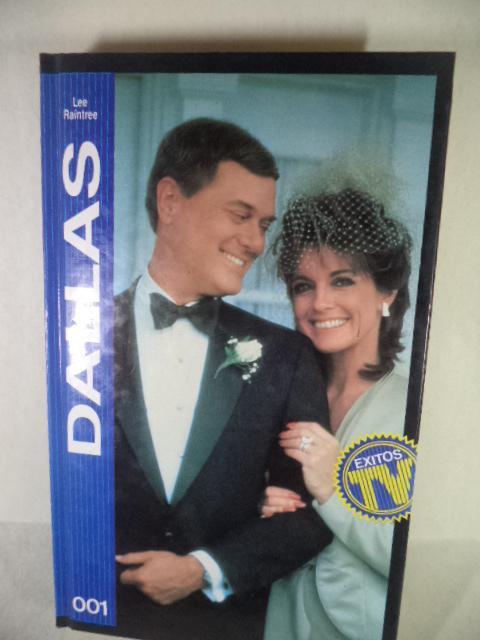 Lee
Raintree
DALLAS
EXITOS
TV
001